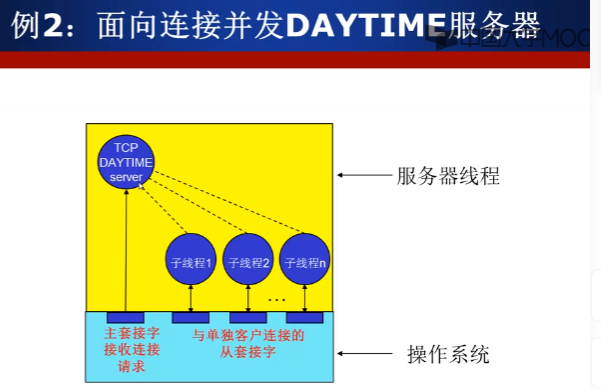 例2：面向连接并发DAYTIME服务器
中国大学MOOC
TCP
DAYTIME
server
服务器线程
子线程1
子线程2
子线程n
...
主套接字
接收连接
请求
与单独客户连接的
从套接字
操作系统